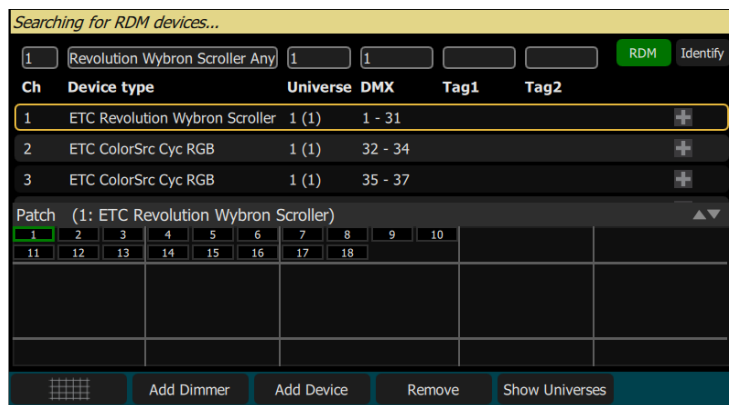 Searching for RDM devices...
1 Revolution Wybron Scroller Any 1 1 RDM Identify
Ch Device type Universe DMX Tag1 Tag2
1 ETC Revolution Wybron Scroller 1 (1) 1 - 31
2 ETC ColorSrc Cyc RGB 1 (1) 32 - 34
3 ETC ColorSrc Cyc RGB 1 (1) 35 - 37
Patch (1: ETC Revolution Wybron Scroller)
1 2 3 4 5 6 7 8 9 10
11 12 13 14 15 16 17 18
Add Dimmer Add Device Remove Show Universes